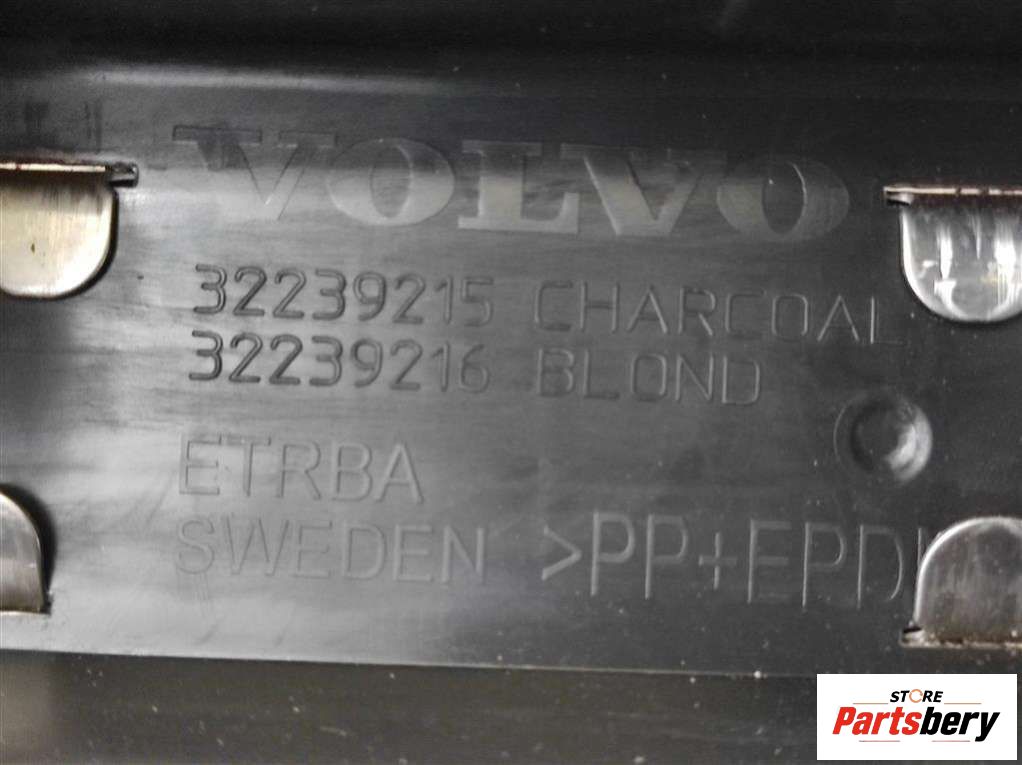 VOLVO
32239215 CHARCOAL
32239216 BLOND
ETRBA
SWEDEN >PP+EPD
STORE
Partsbery